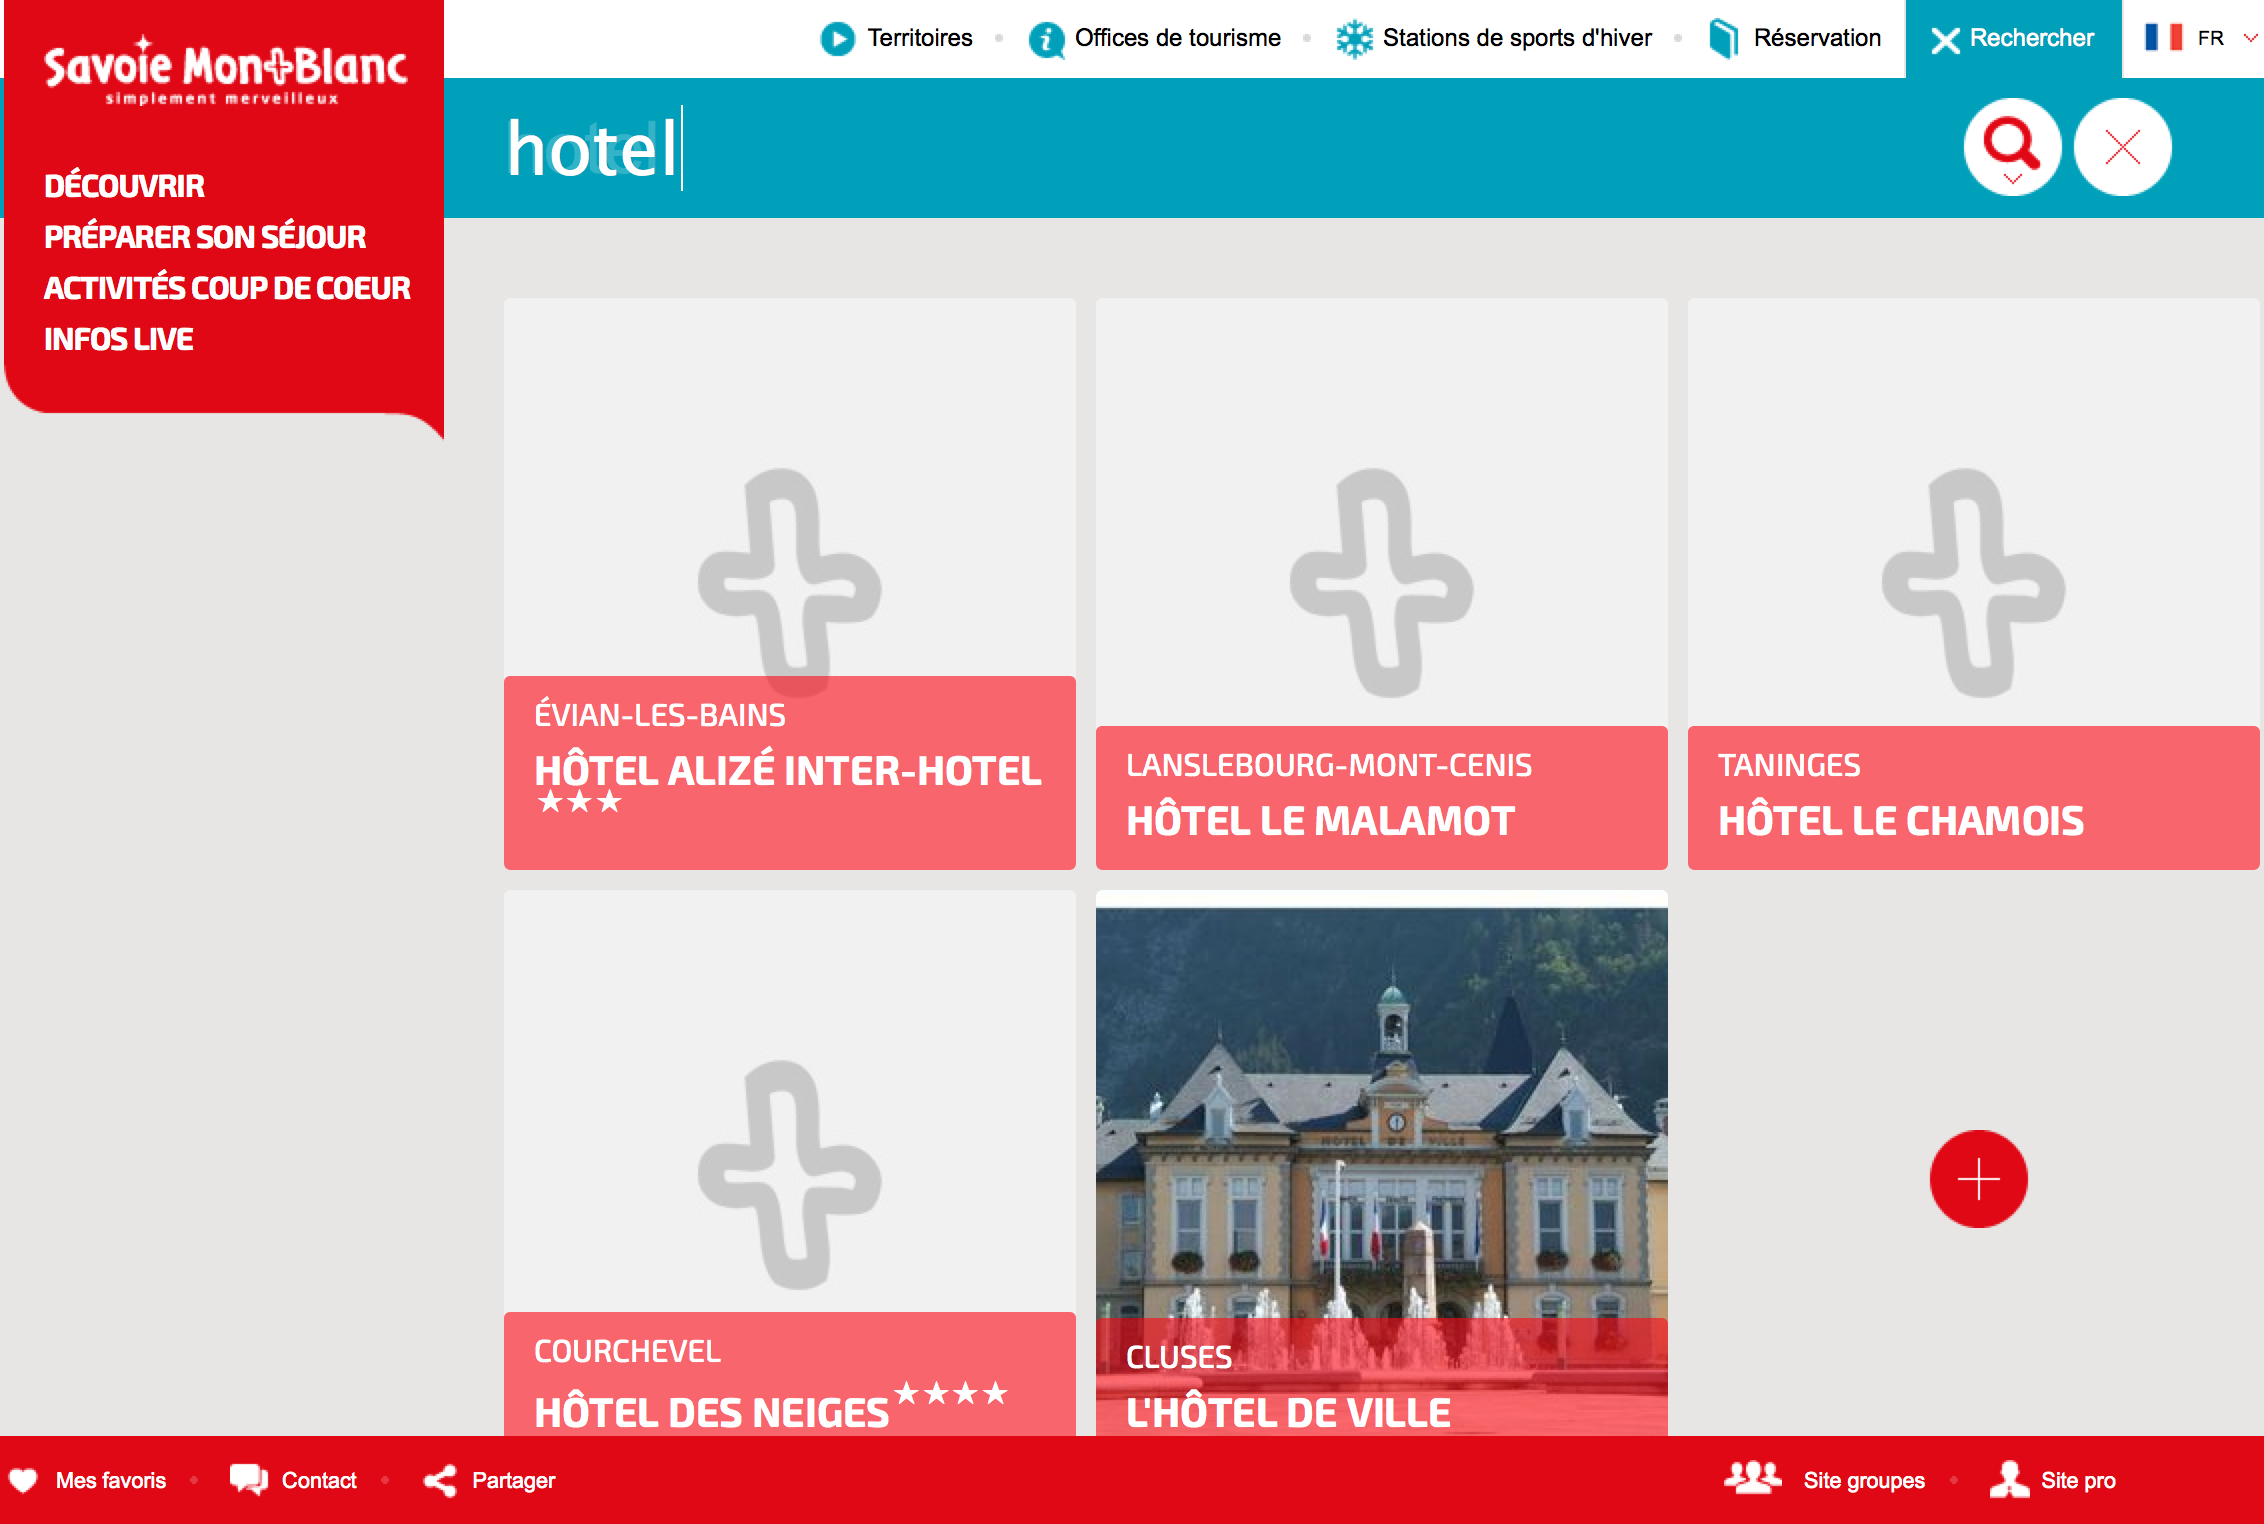 Savoie Mont Blanc
simplement merveilleux
Territoires
Offices de tourisme
Stations de sports d'hiver
Réservation
Rechercher
FR
hotel
DÉCOUVRIR
PRÉPARER SON SÉJOUR
ACTIVITÉS COUP DE COEUR
INFOS LIVE
ÉVIAN-LES-BAINS
HÔTEL ALIZÉ INTER-HOTEL
★★★
LANSLEBOURG-MONT-CENIS
HÔTEL LE MALAMOT
TANINGES
HÔTEL LE CHAMOIS
COURCHEVEL
HÔTEL DES NEIGES ★★★★
HOTEL DE VILLE
CLUSES
L'HÔTEL DE VILLE
Mes favoris
Contact
Partager
Site groupes
Site pro